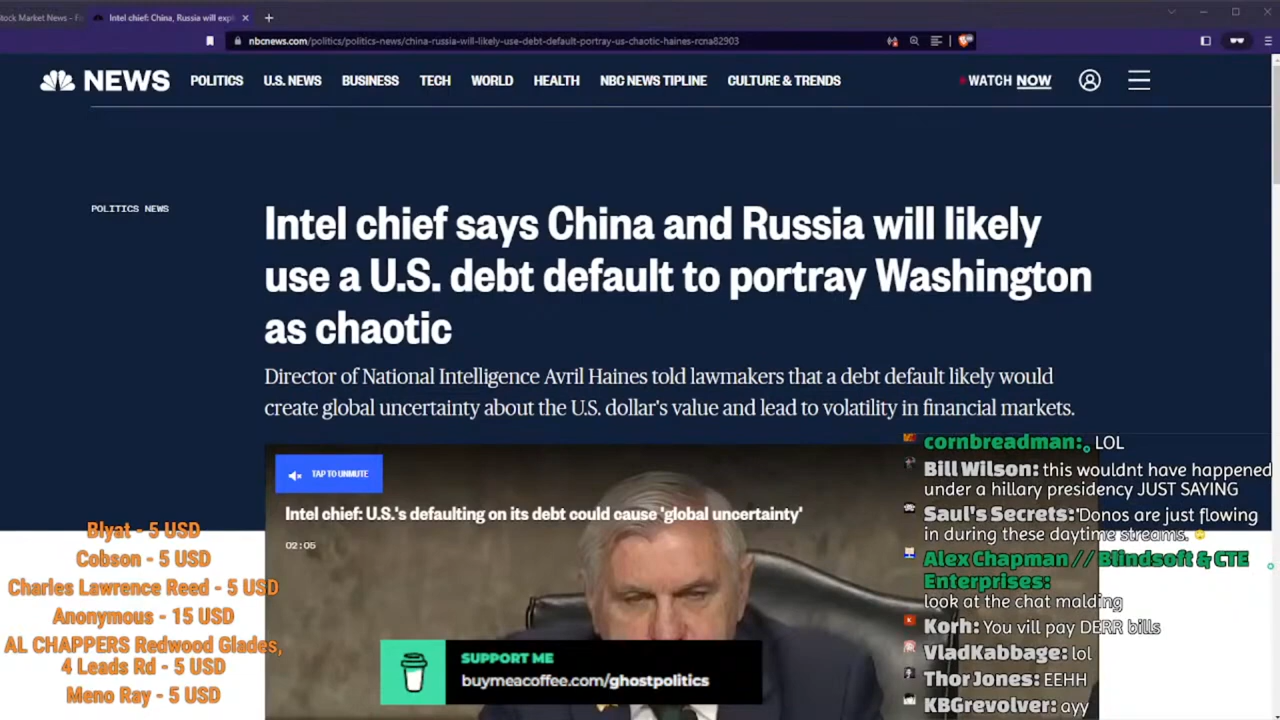 Stock Market News - Fi
Intel chief: China, Russia will expl
nbcnews.com/politics/politics-news/china-russia-will-likely-use-debt-default-portray-us-chaotic-haines-rcna82903
NEWS
POLITICS
U.S. NEWS
BUSINESS
TECH
WORLD
HEALTH
NBC NEWS TIPLINE
CULTURE & TRENDS
WATCH NOW
POLITICS NEWS
Intel chief says China and Russia will likely
use a U.S. debt default to portray Washington
as chaotic
Director of National Intelligence Avril Haines told lawmakers that a debt default likely would
create global uncertainty about the U.S. dollar's value and lead to volatility in financial markets.
TAP TO UNMUTE
Intel chief: U.S.'s defaulting on its debt could cause 'global uncertainty'
02:05
Blyat - 5 USD
Cobson - 5 USD
Charles Lawrence Reed - 5 USD
Anonymous - 15 USD
AL CHAPPERS Redwood Glades,
4 Leads Rd - 5 USD
Meno Ray - 5 USD
SUPPORT ME
buymeacoffee.com/ghostpolitics
cornbreadman: LOL
Bill Wilson: this wouldnt have happened
under a hillary presidency JUST SAYING
Saul's Secrets: Donos are just flowing
in during these daytime streams.
Alex Chapman // Blindsoft & CTE
Enterprises:
look at the chat malding
Korh: You vill pay DERR bills
VladKabbage: lol
Thor Jones: EEHH
KBGrevolver: ayy